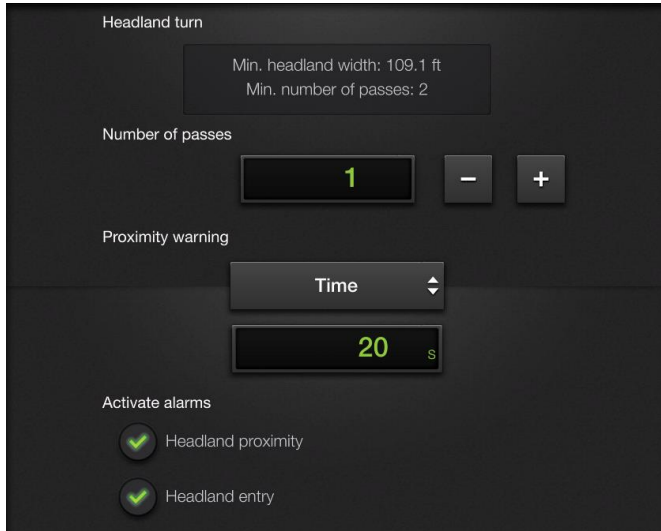 Headland turn
Min. headland width: 109.1 ft
Min. number of passes: 2
Number of passes
1 − +
Proximity warning
Time
20 s
Activate alarms
Headland proximity
Headland entry